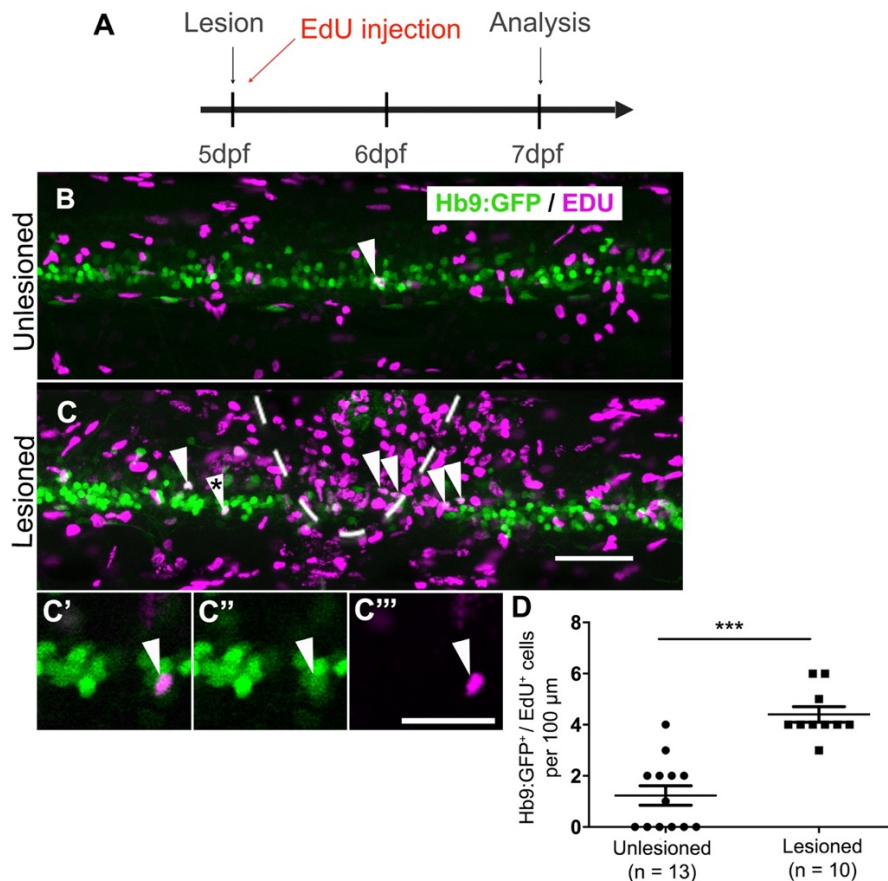 A
Lesion
EdU injection
Analysis
5dpf
6dpf
7dpf
Unlesioned
B
Hb9:GFP / EDU
Lesioned
C
*
C'
C''
C'''
D
***
Hb9:GFP⁺ / EdU⁺ cells
per 100 µm
8
6
4
2
0
Unlesioned
(n = 13)
Lesioned
(n = 10)